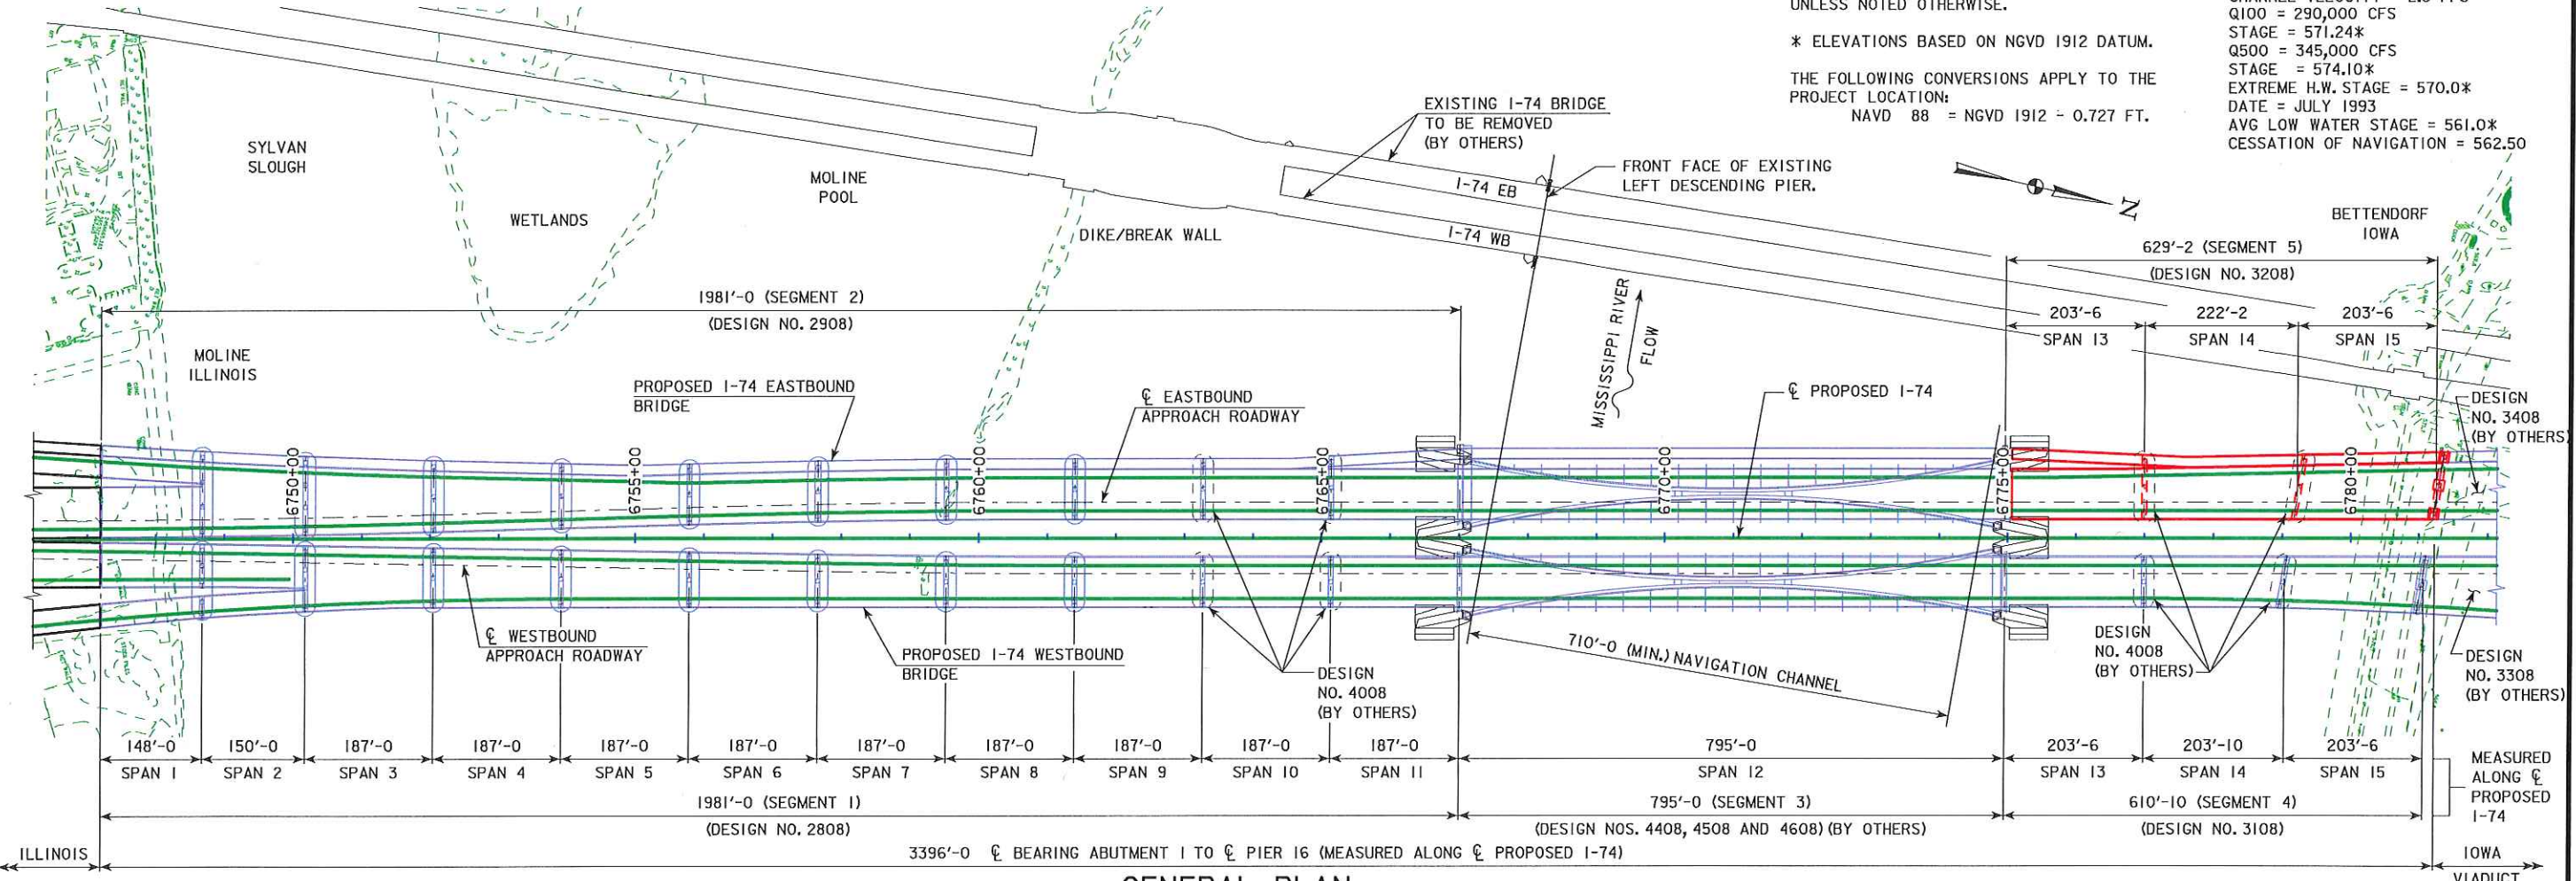 UNLESS NOTED OTHERWISE.
* ELEVATIONS BASED ON NGVD 1912 DATUM.
THE FOLLOWING CONVERSIONS APPLY TO THE
PROJECT LOCATION:
NAVD 88 = NGVD 1912 - 0.727 FT.
Q100 = 290,000 CFS
STAGE = 571.24*
Q500 = 345,000 CFS
STAGE = 574.10*
EXTREME H.W. STAGE = 570.0*
DATE = JULY 1993
AVG LOW WATER STAGE = 561.0*
CESSATION OF NAVIGATION = 562.50
SYLVAN
SLOUGH
WETLANDS
MOLINE
POOL
DIKE/BREAK WALL
EXISTING I-74 BRIDGE
TO BE REMOVED
(BY OTHERS)
FRONT FACE OF EXISTING
LEFT DESCENDING PIER.
I-74 EB
I-74 WB
N
BETTENDORF
IOWA
629'-2 (SEGMENT 5)
(DESIGN NO. 3208)
203'-6
SPAN 13
222'-2
SPAN 14
203'-6
SPAN 15
1981'-0 (SEGMENT 2)
(DESIGN NO. 2908)
MOLINE
ILLINOIS
MISSISSIPPI RIVER
FLOW
PROPOSED I-74 EASTBOUND
BRIDGE
℄ EASTBOUND
APPROACH ROADWAY
℄ PROPOSED I-74
DESIGN
NO. 3408
(BY OTHERS)
6750+00
6755+00
6760+00
6765+00
6770+00
6775+00
6780+00
℄ WESTBOUND
APPROACH ROADWAY
PROPOSED I-74 WESTBOUND
BRIDGE
DESIGN
NO. 4008
(BY OTHERS)
710'-0 (MIN.) NAVIGATION CHANNEL
DESIGN
NO. 4008
(BY OTHERS)
DESIGN
NO. 3308
(BY OTHERS)
148'-0
SPAN 1
150'-0
SPAN 2
187'-0
SPAN 3
187'-0
SPAN 4
187'-0
SPAN 5
187'-0
SPAN 6
187'-0
SPAN 7
187'-0
SPAN 8
187'-0
SPAN 9
187'-0
SPAN 10
187'-0
SPAN 11
795'-0
SPAN 12
203'-6
SPAN 13
203'-10
SPAN 14
203'-6
SPAN 15
MEASURED
ALONG ℄
PROPOSED
I-74
1981'-0 (SEGMENT 1)
(DESIGN NO. 2808)
795'-0 (SEGMENT 3)
(DESIGN NOS. 4408, 4508 AND 4608) (BY OTHERS)
610'-10 (SEGMENT 4)
(DESIGN NO. 3108)
ILLINOIS
3396'-0 ℄ BEARING ABUTMENT 1 TO ℄ PIER 16 (MEASURED ALONG ℄ PROPOSED I-74)
IOWA
VIADUCT
GENERAL PLAN